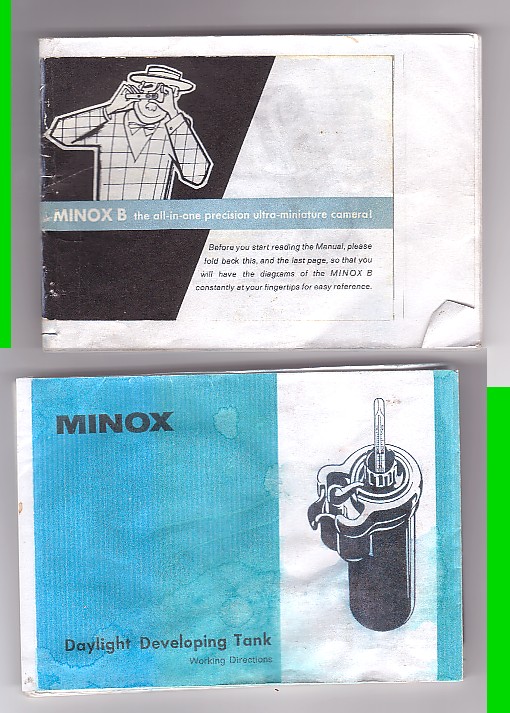 MINOX B the all-in-one precision ultra-miniature camera!
Before you start reading the Manual, please
fold back this, and the last page, so that you
will have the diagrams of the MINOX B
constantly at your fingertips for easy reference.
MINOX
Daylight Developing Tank
Working Directions